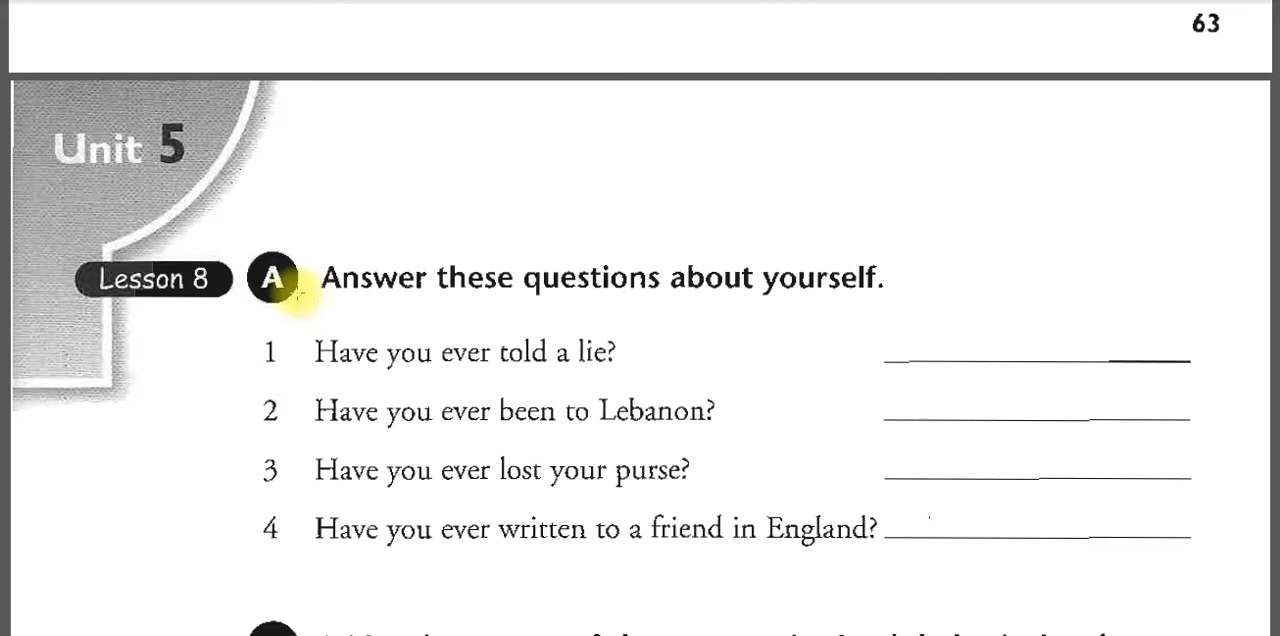 63
Unit 5
Lesson 8 A Answer these questions about yourself.
1 Have you ever told a lie?
2 Have you ever been to Lebanon?
3 Have you ever lost your purse?
4 Have you ever written to a friend in England?